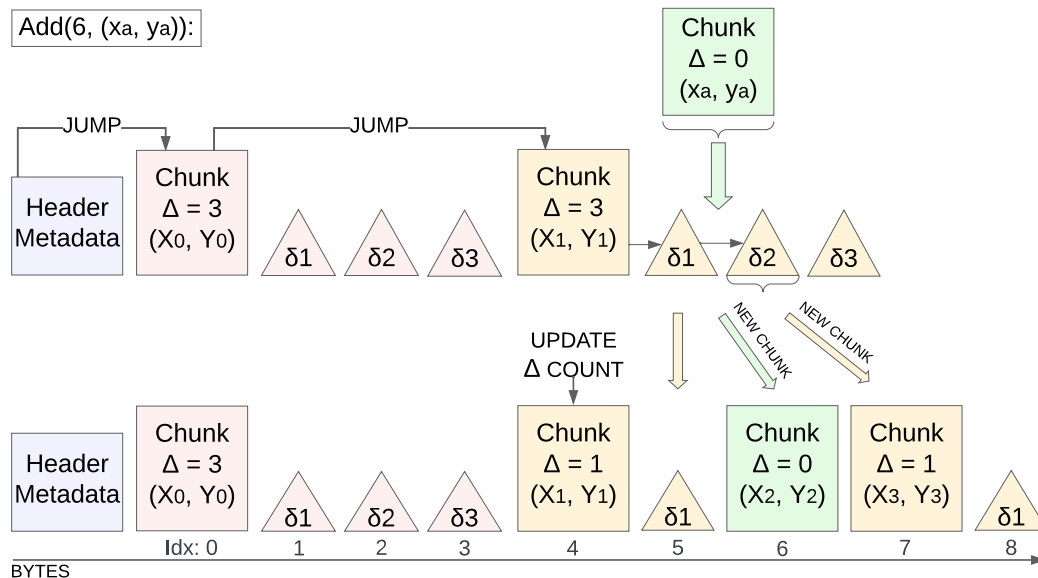 Add(6, (xa, ya)):
Chunk
Δ = 0
(xa, ya)
JUMP
JUMP
Header
Metadata
Chunk
Δ = 3
(X0, Y0)
δ1
δ2
δ3
Chunk
Δ = 3
(X1, Y1)
δ1
δ2
δ3
UPDATE
Δ COUNT
NEW CHUNK
NEW CHUNK
Header
Metadata
Chunk
Δ = 3
(X0, Y0)
δ1
δ2
δ3
Chunk
Δ = 1
(X1, Y1)
δ1
Chunk
Δ = 0
(X2, Y2)
Chunk
Δ = 1
(X3, Y3)
δ1
Idx: 0 1 2 3 4 5 6 7 8
BYTES